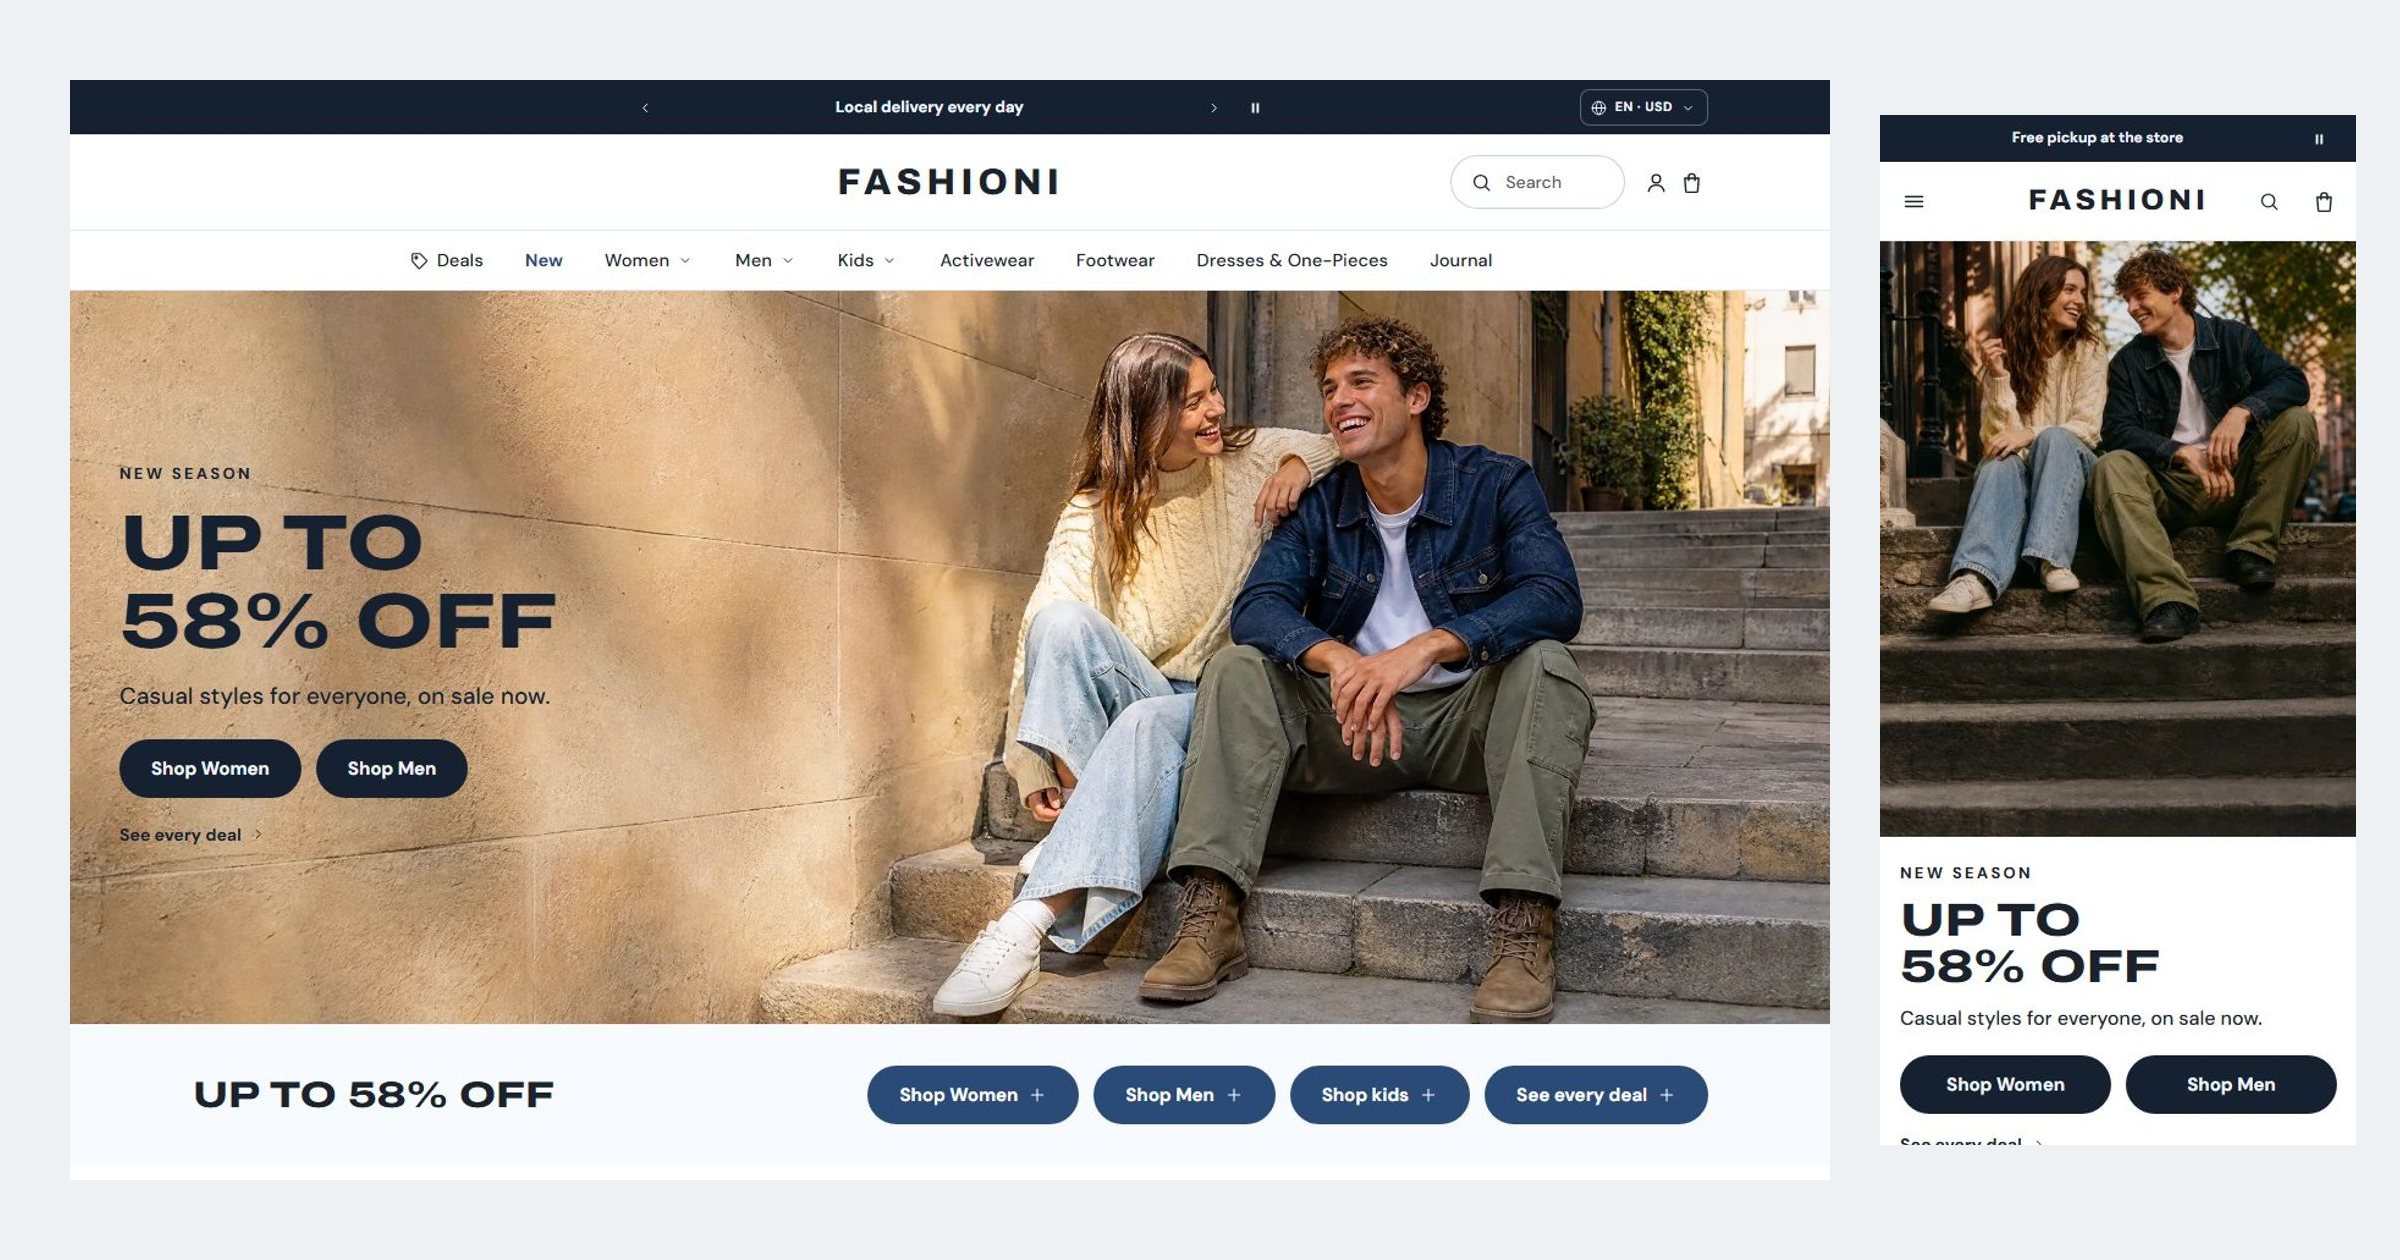 Local delivery every day
EN · USD
FASHIONI
Search
Deals New Women Men Kids Activewear Footwear Dresses & One-Pieces Journal
NEW SEASON
UP TO
58% OFF
Casual styles for everyone, on sale now.
Shop Women Shop Men
See every deal
UP TO 58% OFF
Shop Women + Shop Men + Shop kids + See every deal +
Free pickup at the store
FASHIONI
NEW SEASON
UP TO
58% OFF
Casual styles for everyone, on sale now.
Shop Women Shop Men
See every deal